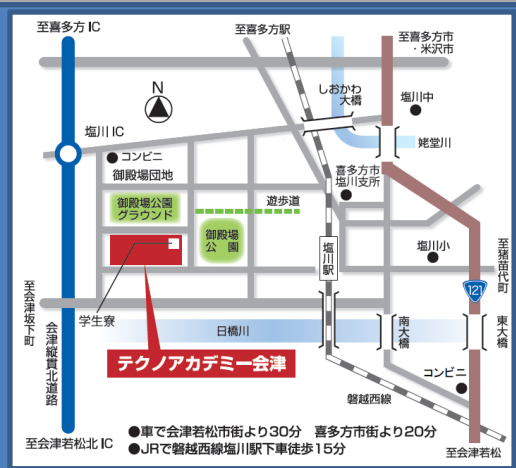 至喜多方IC
至喜多方駅
至喜多方市
・米沢市
N
しおかわ
大橋
塩川中
塩川IC
コンビニ
姥堂川
御殿場団地
喜多方市
塩川支所
御殿場公園
グラウンド
遊歩道
御殿場
公園
塩川駅
塩川小
至猪苗代町
121
至会津坂下町
会津縦貫北道路
学生寮
日橋川
南大橋
東大橋
テクノアカデミー会津
コンビニ
磐越西線
●車で会津若松市街より30分 喜多方市街より20分
●JRで磐越西線塩川駅下車徒歩15分
至会津若松北IC
至会津若松